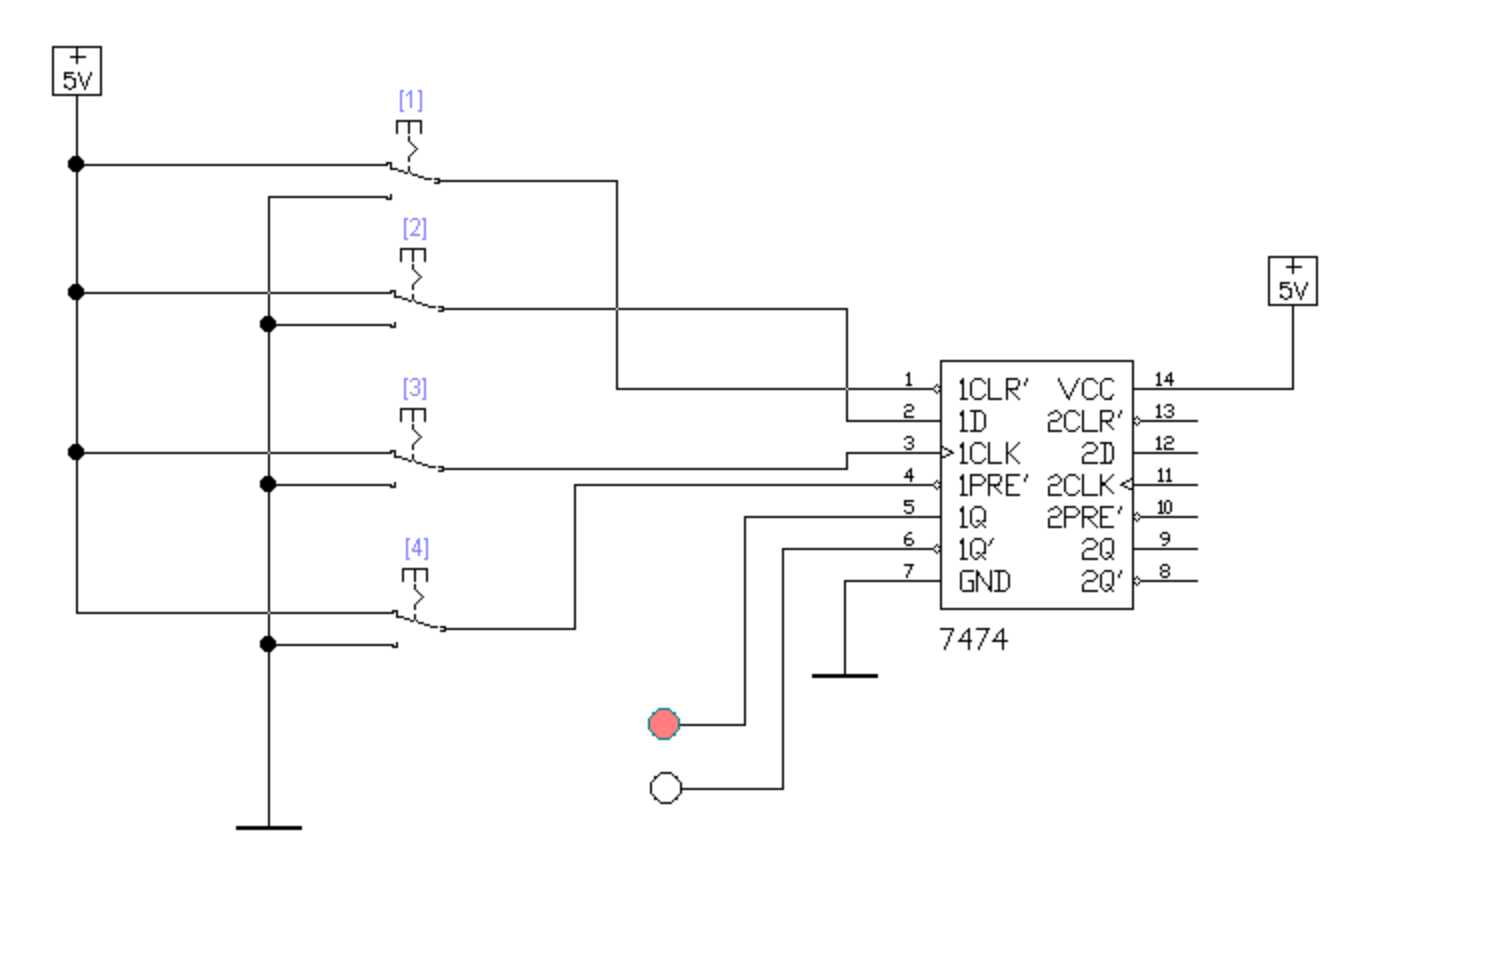 +
5V
[1]
[2]
+
5V
[3]
1 1CLR' VCC 14
2 1D 2CLR' 13
3 1CLK 2D 12
4 1PRE' 2CLK 11
5 1Q 2PRE' 10
6 1Q' 2Q 9
7 GND 2Q' 8
[4]
7474